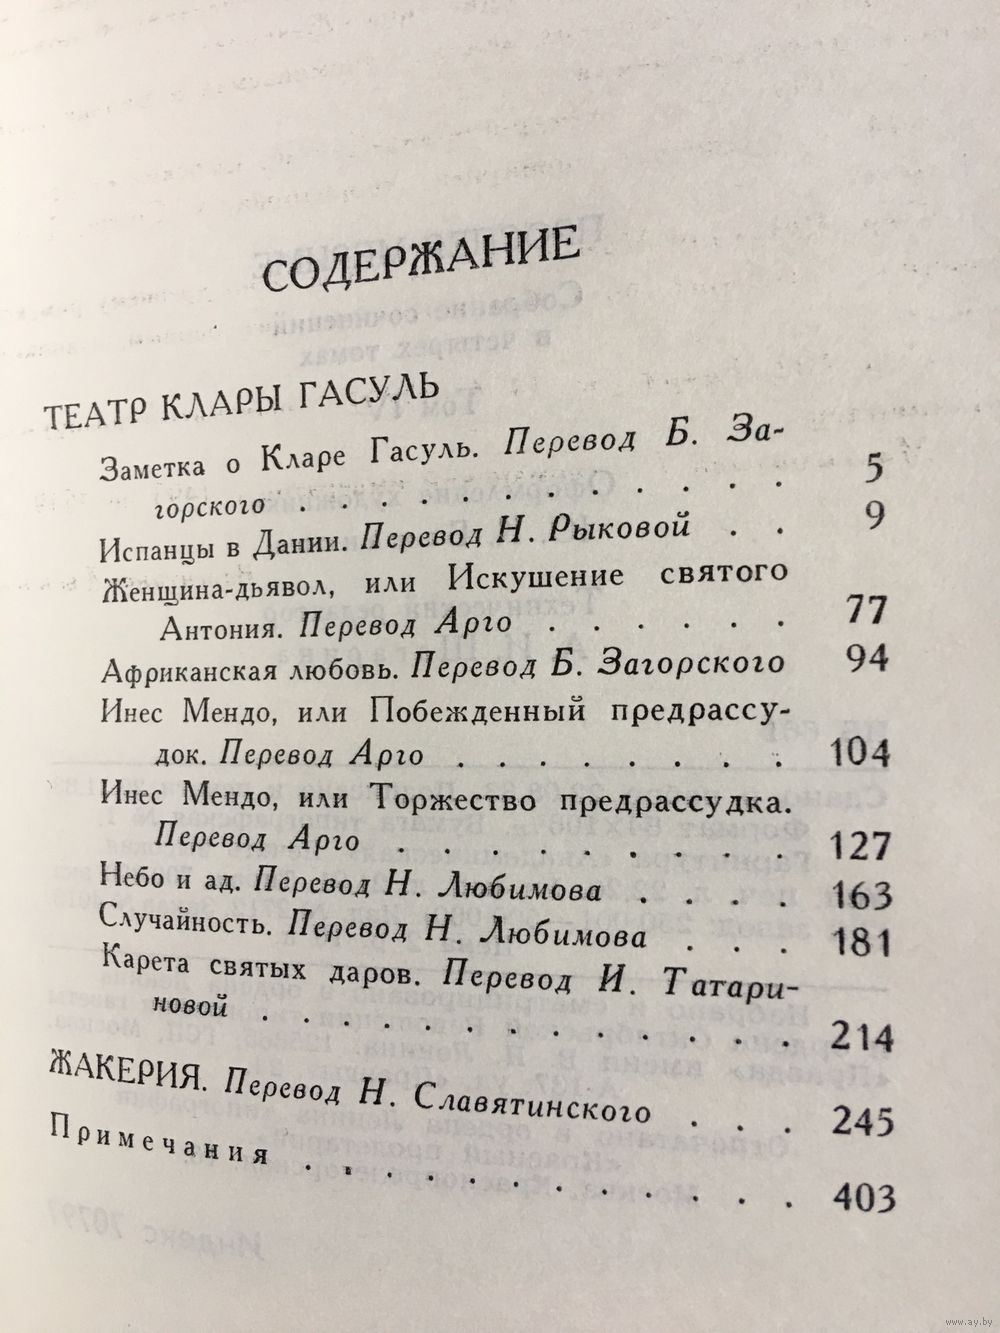 СОДЕРЖАНИЕ
ТЕАТР КЛАРЫ ГАСУЛЬ
Заметка о Кларе Гасуль. Перевод Б. За-
горского . . . . . . . . . . . . 5
Испанцы в Дании. Перевод Н. Рыковой . . 9
Женщина-дьявол, или Искушение святого
Антония. Перевод Арго . . . . . . 77
Африканская любовь. Перевод Б. Загорского 94
Инес Мендо, или Побежденный предрассу-
док. Перевод Арго . . . . . . . . 104
Инес Мендо, или Торжество предрассудка.
Перевод Арго . . . . . . . . . 127
Небо и ад. Перевод Н. Любимова . . . . 163
Случайность. Перевод Н. Любимова . . . 181
Карета святых даров. Перевод И. Татари-
новой . . . . . . . . . . . . . 214
ЖАКЕРИЯ. Перевод Н. Славятинского . . . 245
Примечания . . . . . . . . . . . . 403
www.ay.by